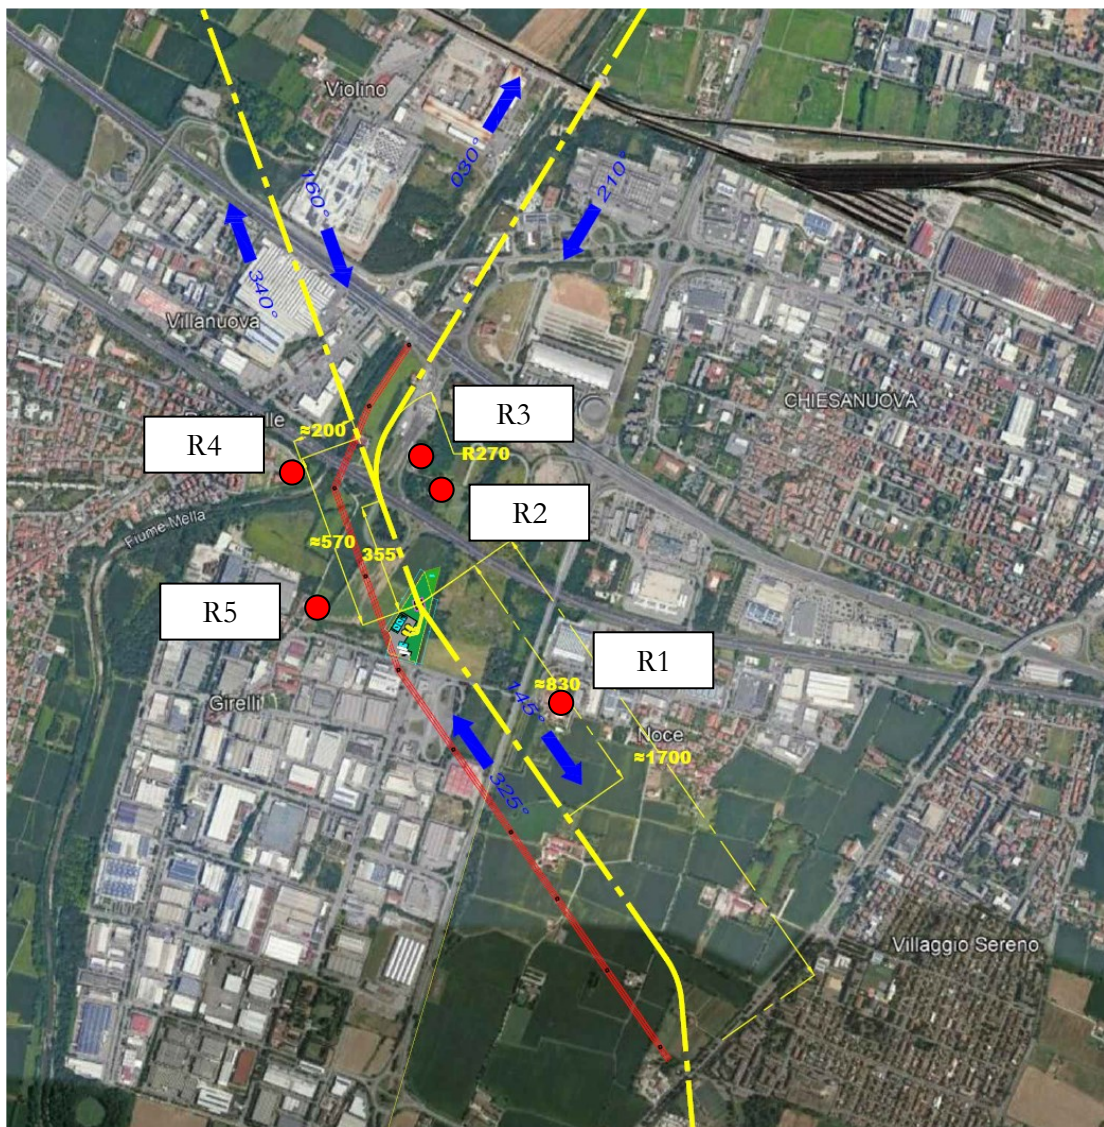 Violino
030°
210°
160°
340°
Villanuova
CHIESANUOVA
R3
≈200
R4
R270
R2
Fiume Mella
≈570
355
R5
R1
≈830
145°
Girelli
Noce
≈1700
325°
Villaggio Sereno